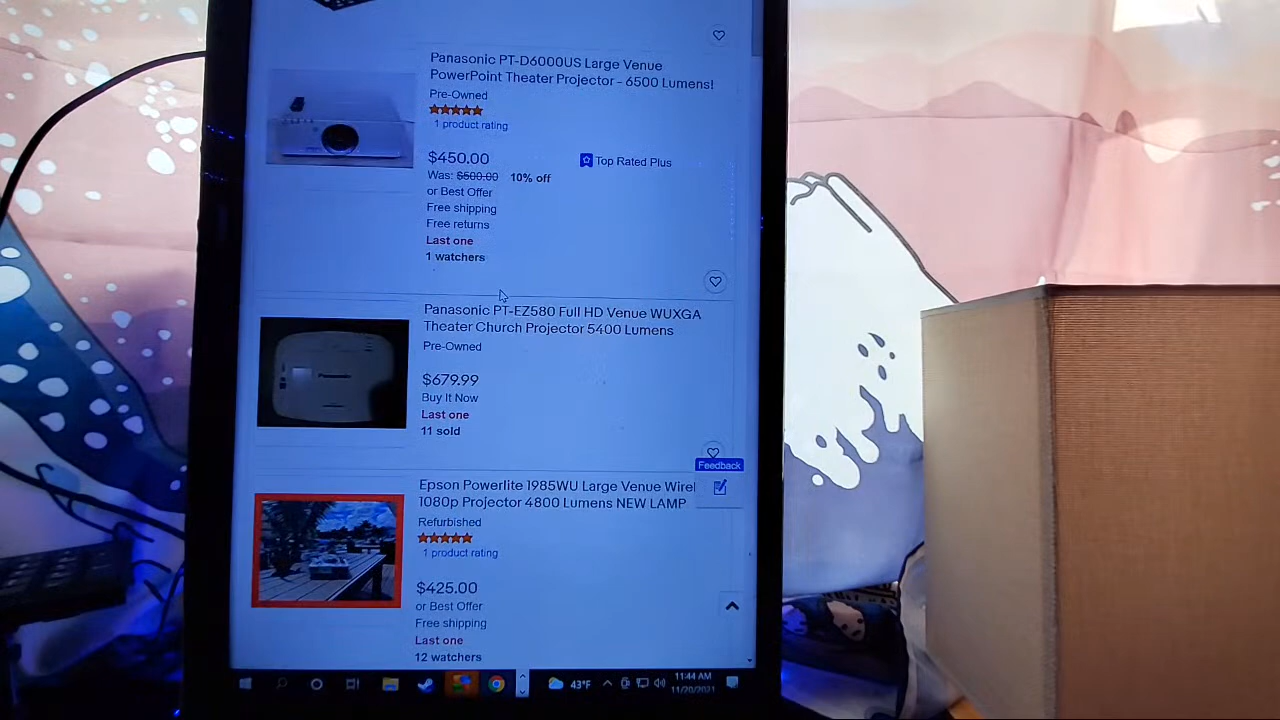 Panasonic PT-D6000US Large Venue
PowerPoint Theater Projector - 6500 Lumens!
Pre-Owned
1 product rating
$450.00
Top Rated Plus
Was: $500.00 10% off
or Best Offer
Free shipping
Free returns
Last one
1 watchers
Panasonic PT-EZ580 Full HD Venue WUXGA
Theater Church Projector 5400 Lumens
Pre-Owned
Panasonic
$679.99
Buy It Now
Last one
11 sold
Feedback
Epson Powerlite 1985WU Large Venue Wirel
1080p Projector 4800 Lumens NEW LAMP
Refurbished
1 product rating
$425.00
or Best Offer
Free shipping
Last one
12 watchers
43°F
11:44 AM
11/20/2021